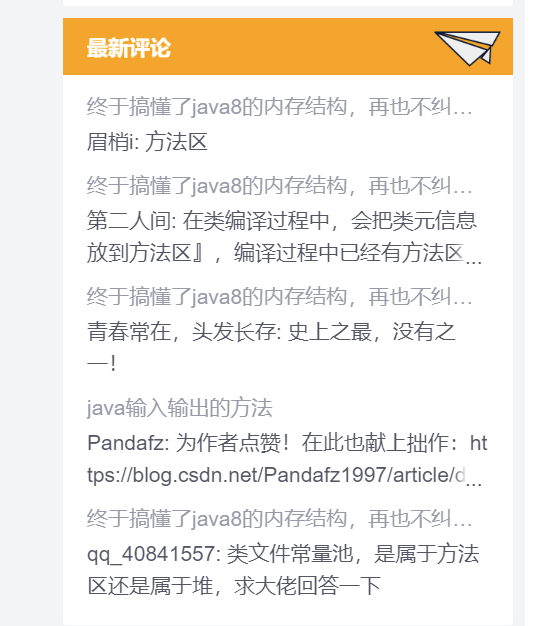 最新评论
终于搞懂了java8的内存结构，再也不纠...
眉梢i: 方法区
终于搞懂了java8的内存结构，再也不纠...
第二人间: 在类编译过程中，会把类元信息
放到方法区』，编译过程中已经有方法区...
终于搞懂了java8的内存结构，再也不纠...
青春常在，头发长存: 史上之最，没有之
一！
java输入输出的方法
Pandafz: 为作者点赞！在此也献上拙作：ht
tps://blog.csdn.net/Pandafz1997/article/d...
终于搞懂了java8的内存结构，再也不纠...
qq_40841557: 类文件常量池，是属于方法
区还是属于堆，求大佬回答一下